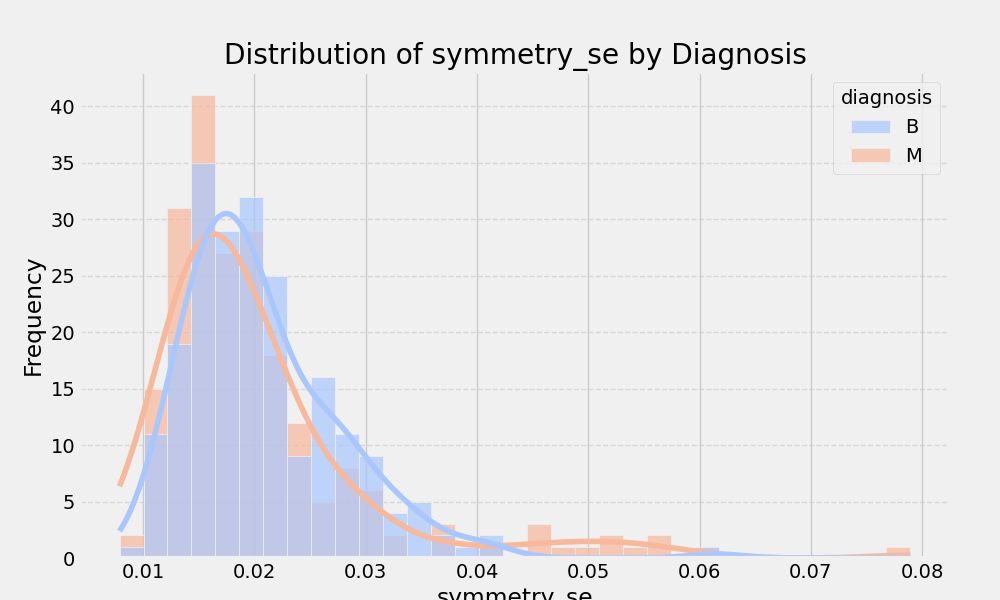 Distribution of symmetry_se by Diagnosis
diagnosis
B
M
Frequency
40
35
30
25
20
15
10
5
0
0.01 0.02 0.03 0.04 0.05 0.06 0.07 0.08
symmetry_se